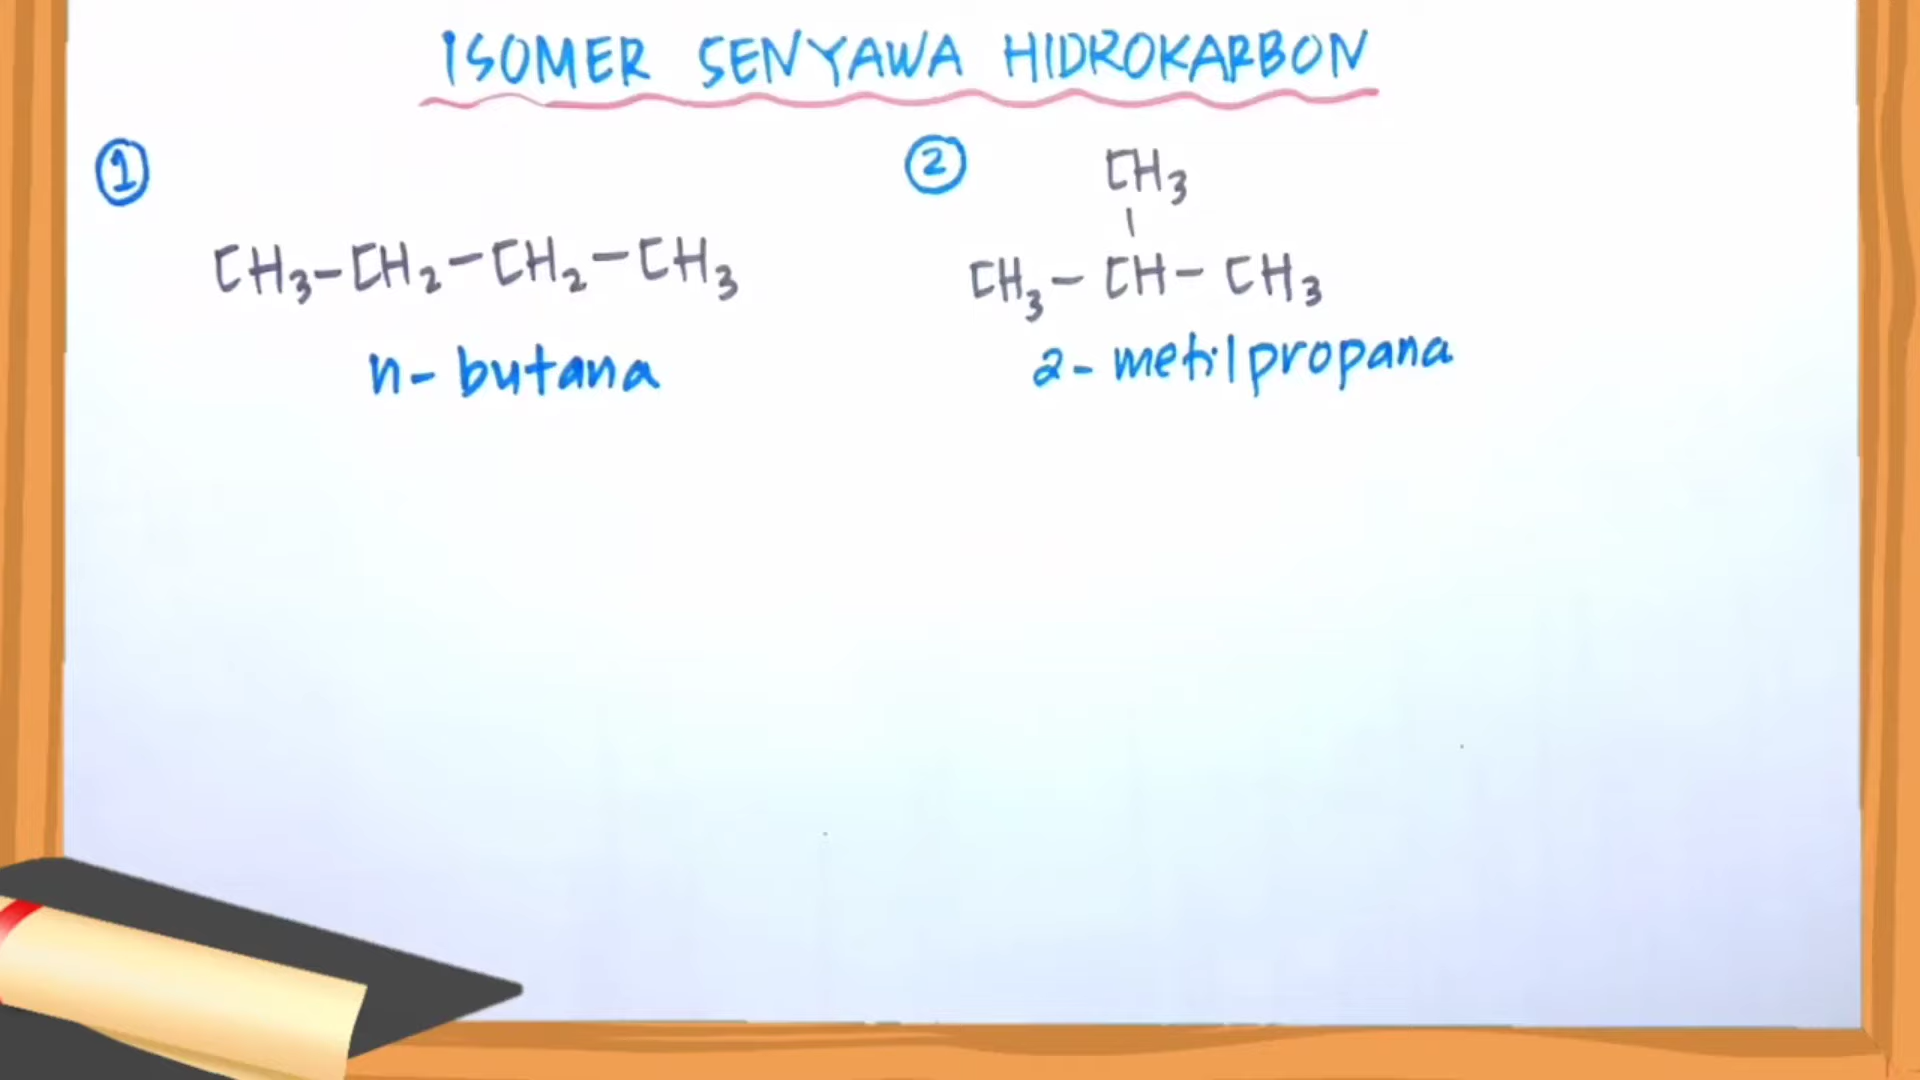 ISOMER SENYAWA HIDROKARBON
1
CH3-CH2-CH2-CH3
n-butana
2
CH3
|
CH3-CH-CH3
2-metilpropana